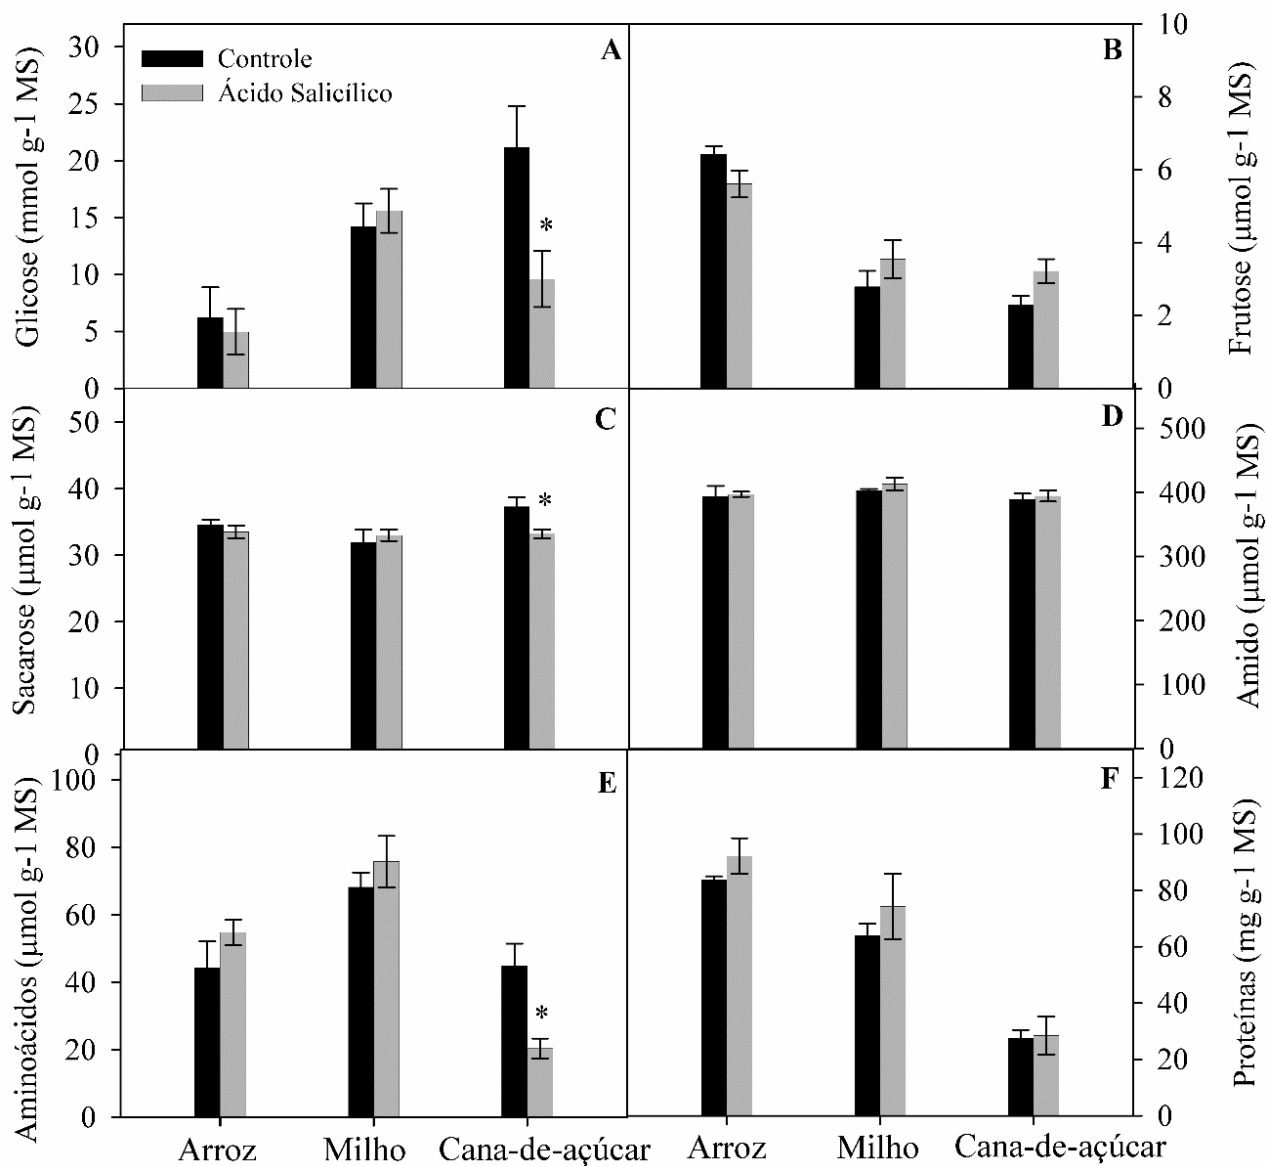 Glicose (mmol g-1 MS)
30
25
20
15
10
5
0
Controle
Ácido Salicílico
A
*
B
10
8
6
4
2
0
Frutose (µmol g-1 MS)
Sacarose (µmol g-1 MS)
50
40
30
20
10
0
C
*
D
500
400
300
200
100
0
Amido (µmol g-1 MS)
Aminoácidos (µmol g-1 MS)
100
80
60
40
20
0
E
*
F
120
100
80
60
40
20
0
Proteínas (mg g-1 MS)
Arroz Milho Cana-de-açúcar Arroz Milho Cana-de-açúcar